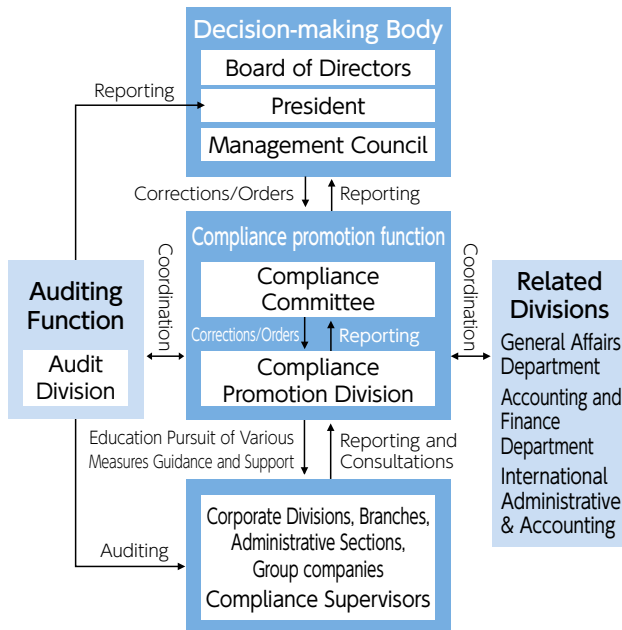 Decision-making Body
Board of Directors
President
Management Council
Reporting
Corrections/Orders
Reporting
Compliance promotion function
Compliance
Committee
Corrections/Orders
Reporting
Compliance
Promotion Division
Coordination
Coordination
Auditing
Function
Audit
Division
Related
Divisions
General Affairs
Department
Accounting and
Finance
Department
International
Administrative
& Accounting
Education Pursuit of Various
Measures Guidance and Support
Reporting and
Consultations
Auditing
Corporate Divisions, Branches,
Administrative Sections,
Group companies
Compliance Supervisors